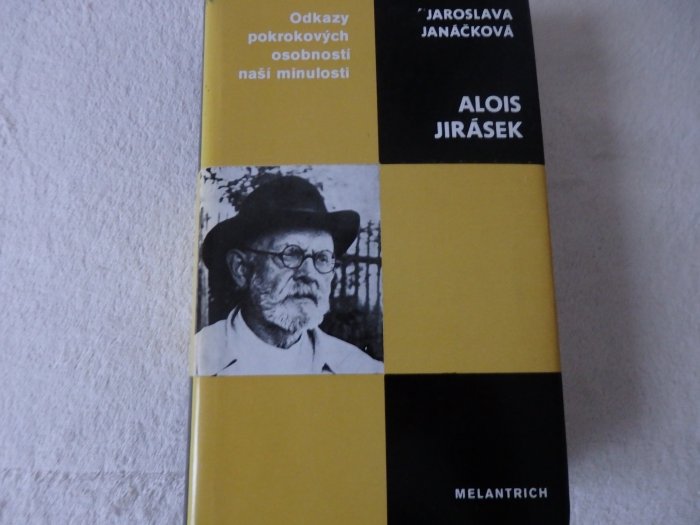 Odkazy
pokrokových
osobností
naší minulosti
JAROSLAVA
JANÁČKOVÁ
ALOIS
JIRÁSEK
MELANTRICH